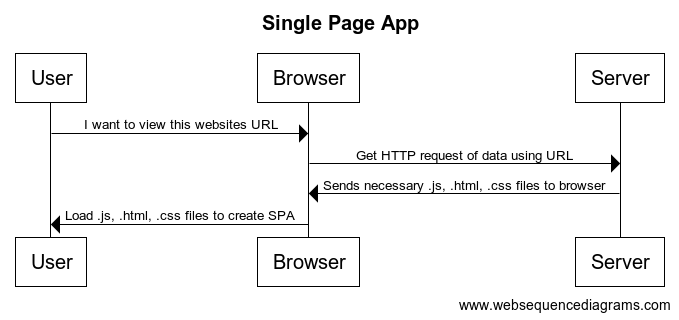 Single Page App
User
Browser
Server
I want to view this websites URL
Get HTTP request of data using URL
Sends necessary .js, .html, .css files to browser
Load .js, .html, .css files to create SPA
User
Browser
Server
www.websequencediagrams.com